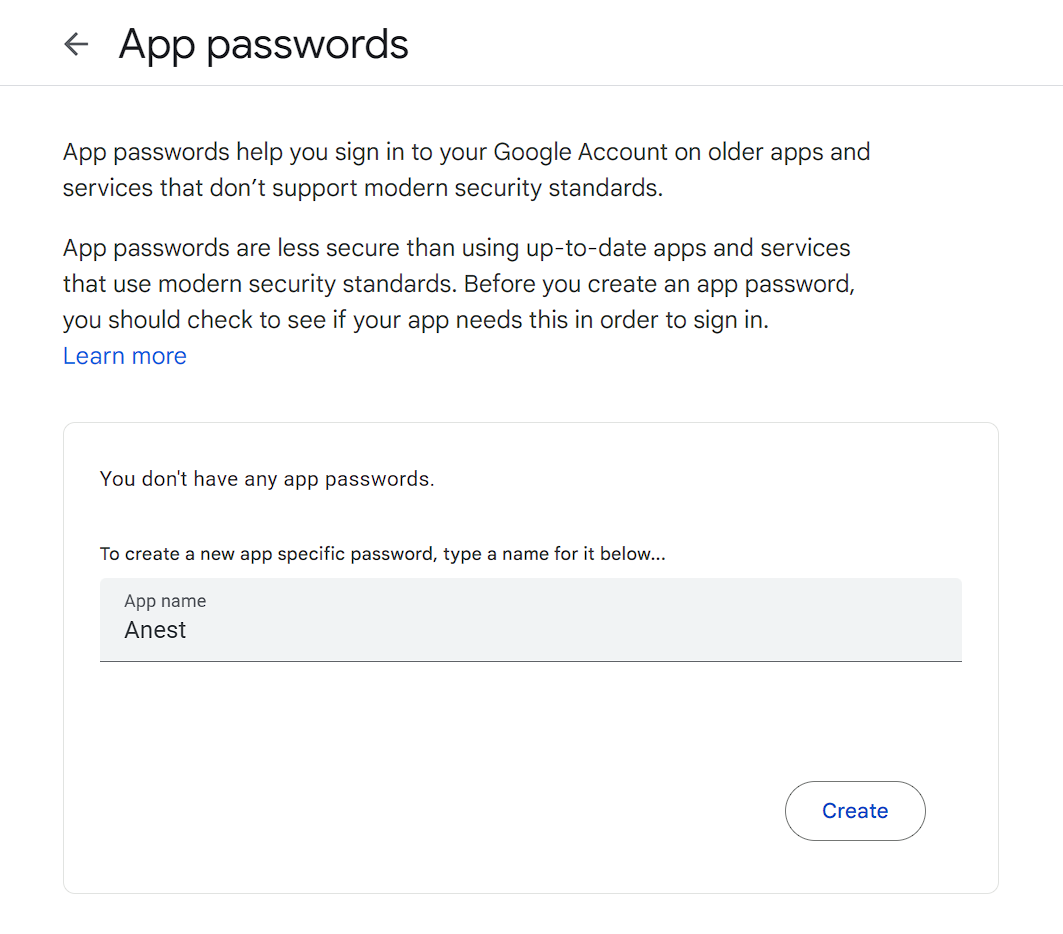 App passwords
App passwords help you sign in to your Google Account on older apps and
services that don’t support modern security standards.
App passwords are less secure than using up-to-date apps and services
that use modern security standards. Before you create an app password,
you should check to see if your app needs this in order to sign in.
Learn more
You don't have any app passwords.
To create a new app specific password, type a name for it below...
App name
Anest
Create